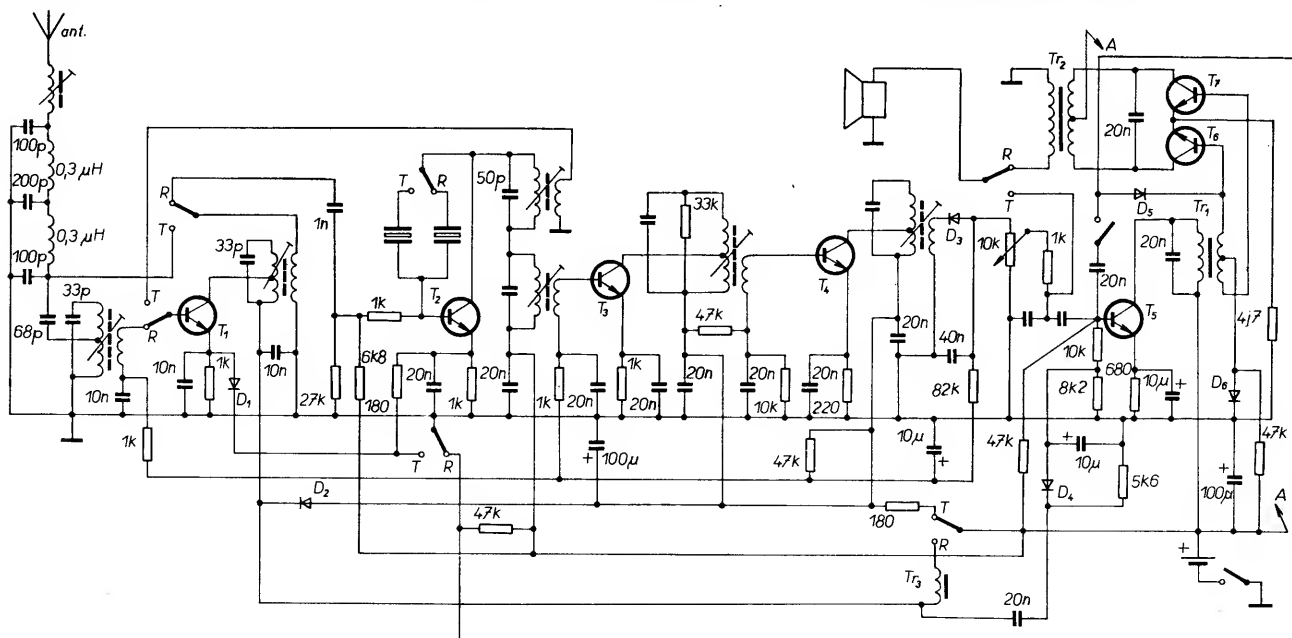 ant.
100p
0,3 µH
200p
0,3 µH
100p
68p
33p
10n
1k
R
T
T
R
33p
T1
10n
1k
D1
10n
27k
1n
6k8
180
1k
T
R
T2
20n
1k
T
R
50p
20n
1k
20n
T3
1k
20n
100µ
+
D2
47k
33k
47k
20n
20n
10k
T4
20n
220
47k
180
20n
40n
D3
82k
10µ
+
T
R
Tr3
20n
R
T
10k
1k
47k
Tr2
A
20n
T7
T6
D5
20n
T5
20n
Tr1
4j7
10k
8k2
680
10µ
+
D6
+
10µ
D4
5k6
+
100µ
47k
A
+